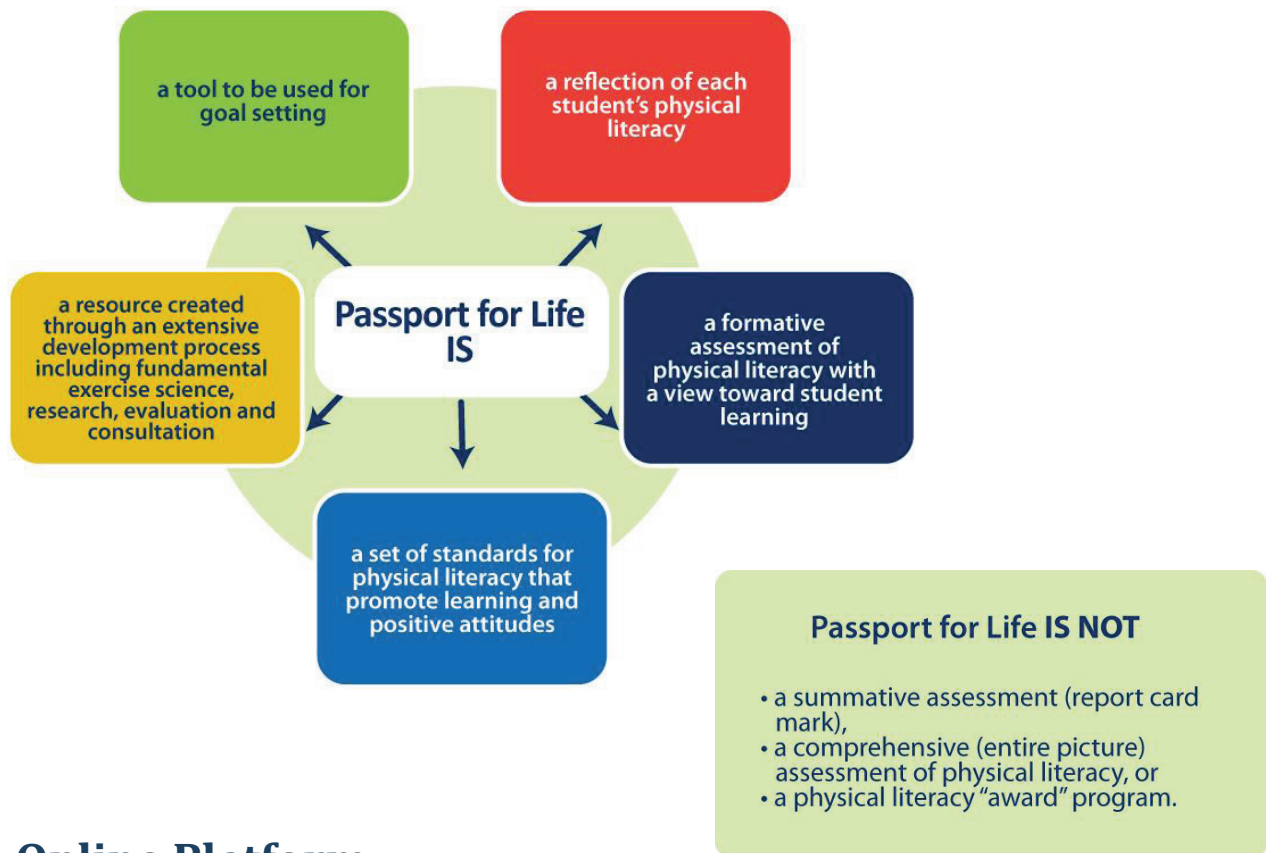 a tool to be used for
goal setting
a reflection of each
student's physical
literacy
Passport for Life
IS
a resource created
through an extensive
development process
including fundamental
exercise science,
research, evaluation and
consultation
a formative
assessment of
physical literacy with
a view toward student
learning
a set of standards for
physical literacy that
promote learning and
positive attitudes
Passport for Life IS NOT
• a summative assessment (report card
mark),
• a comprehensive (entire picture)
assessment of physical literacy, or
• a physical literacy "award" program.
Online Platform